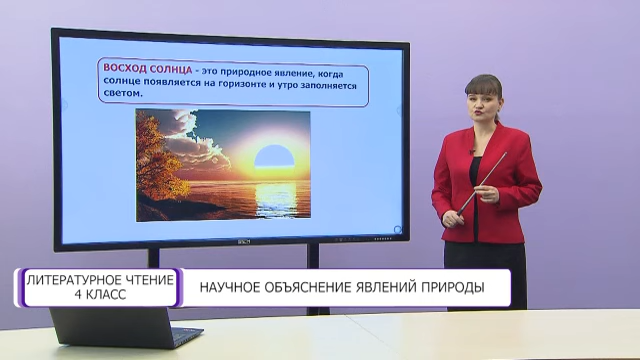 ВОСХОД СОЛНЦА - это природное явление, когда
солнце появляется на горизонте и утро заполняется
светом.
ЛИТЕРАТУРНОЕ ЧТЕНИЕ
4 КЛАСС
НАУЧНОЕ ОБЪЯСНЕНИЕ ЯВЛЕНИЙ ПРИРОДЫ